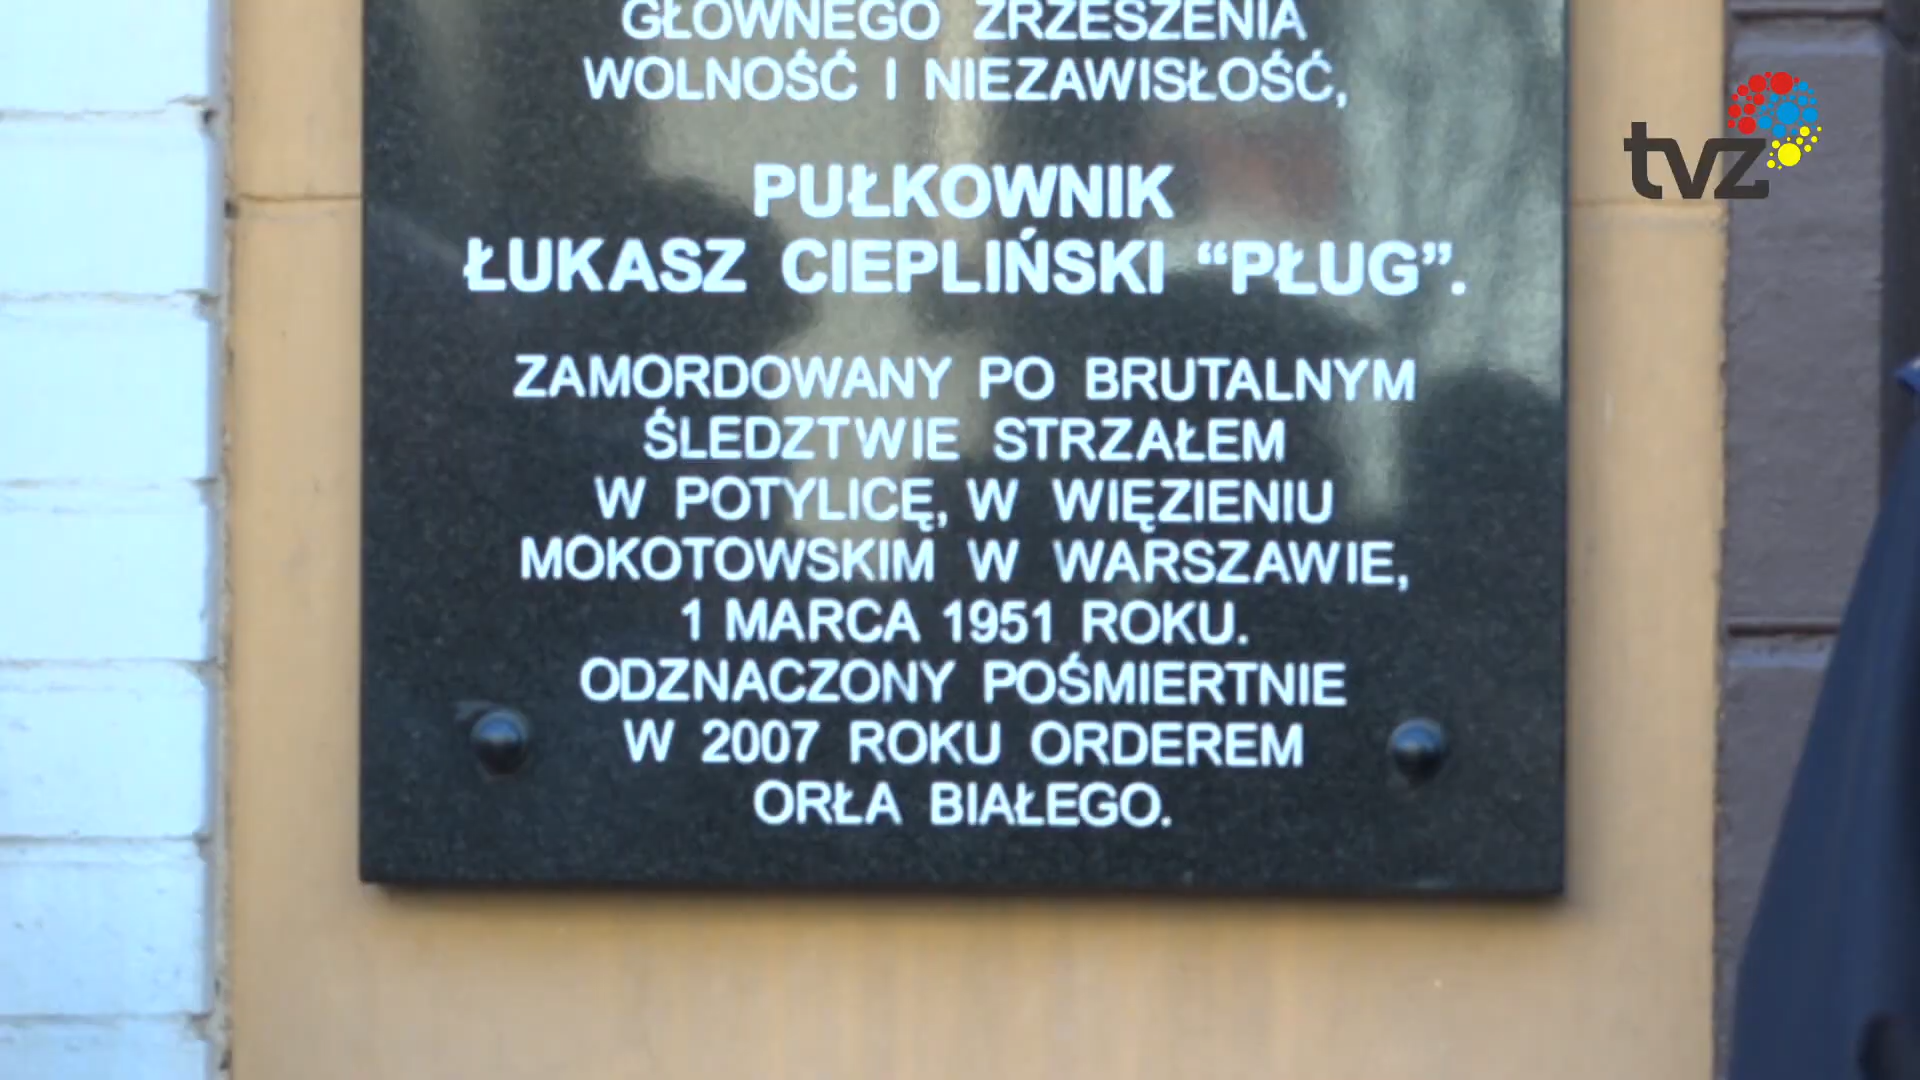 GŁÓWNEGO ZRZESZENIA
WOLNOŚĆ I NIEZAWISŁOŚĆ,
PUŁKOWNIK
ŁUKASZ CIEPLIŃSKI “PŁUG”.
ZAMORDOWANY PO BRUTALNYM
ŚLEDZTWIE STRZAŁEM
W POTYLICĘ, W WIĘZIENIU
MOKOTOWSKIM W WARSZAWIE,
1 MARCA 1951 ROKU.
ODZNACZONY POŚMIERTNIE
W 2007 ROKU ORDEREM
ORŁA BIAŁEGO.
tvz